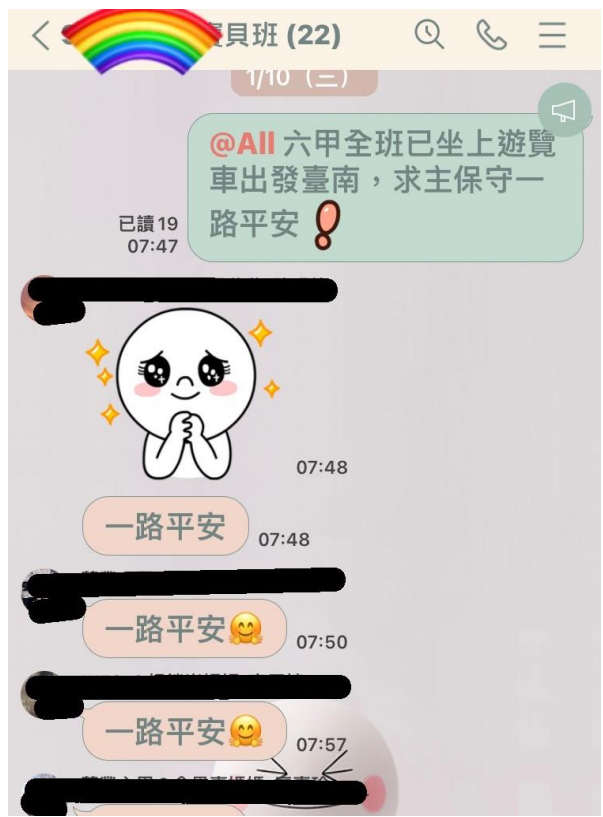 寶貝班 (22)
1/10（三）
@All 六甲全班已坐上遊覽
車出發臺南，求主保守一
路平安
已讀 19
07:47
07:48
一路平安
07:48
一路平安🤗
07:50
一路平安🤗
07:57